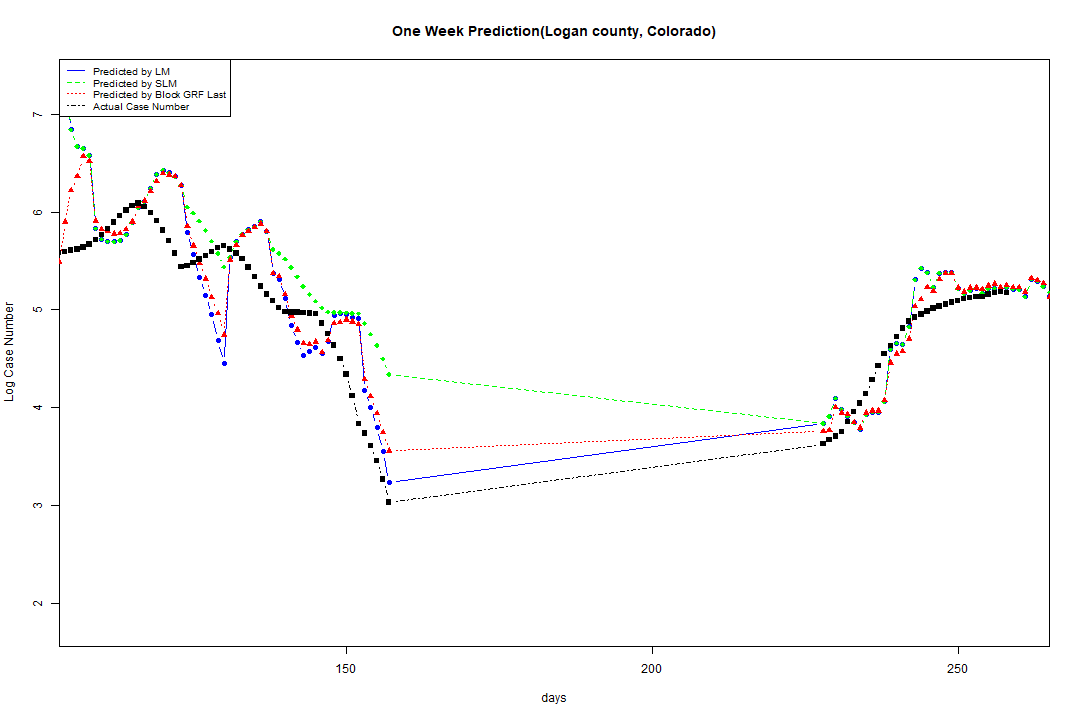 One Week Prediction(Logan county, Colorado)
Predicted by LM
Predicted by SLM
Predicted by Block GRF Last
Actual Case Number
7
6
5
4
3
2
Log Case Number
150
200
250
days